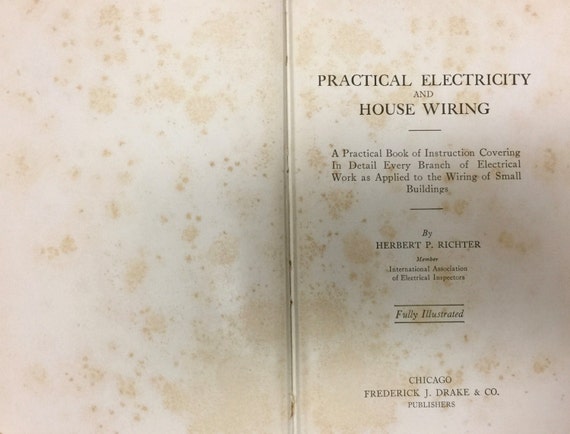 PRACTICAL ELECTRICITY
AND
HOUSE WIRING
A Practical Book of Instruction Covering
In Detail Every Branch of Electrical
Work as Applied to the Wiring of Small
Buildings
By
HERBERT P. RICHTER
Member
International Association
of Electrical Inspectors
Fully Illustrated
CHICAGO
FREDERICK J. DRAKE & CO.
PUBLISHERS